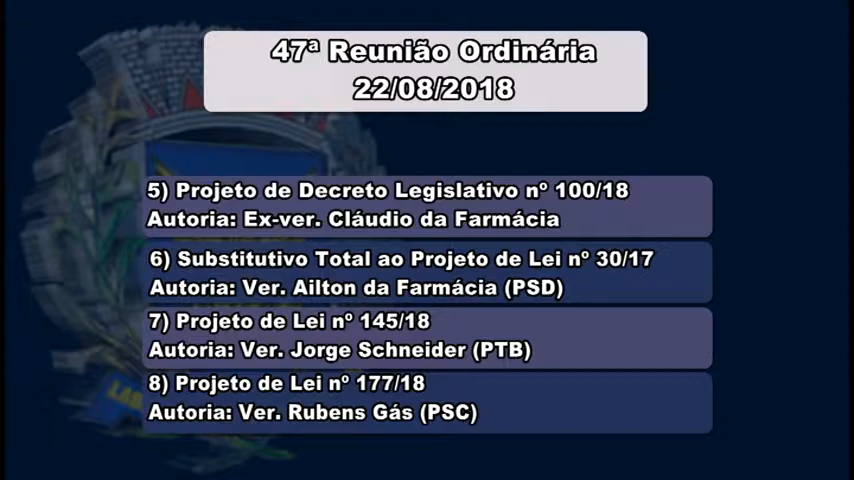 47ª Reunião Ordinária
22/08/2018
5) Projeto de Decreto Legislativo nº 100/18
Autoria: Ex-ver. Cláudio da Farmácia
6) Substitutivo Total ao Projeto de Lei nº 30/17
Autoria: Ver. Ailton da Farmácia (PSD)
7) Projeto de Lei nº 145/18
Autoria: Ver. Jorge Schneider (PTB)
8) Projeto de Lei nº 177/18
Autoria: Ver. Rubens Gás (PSC)